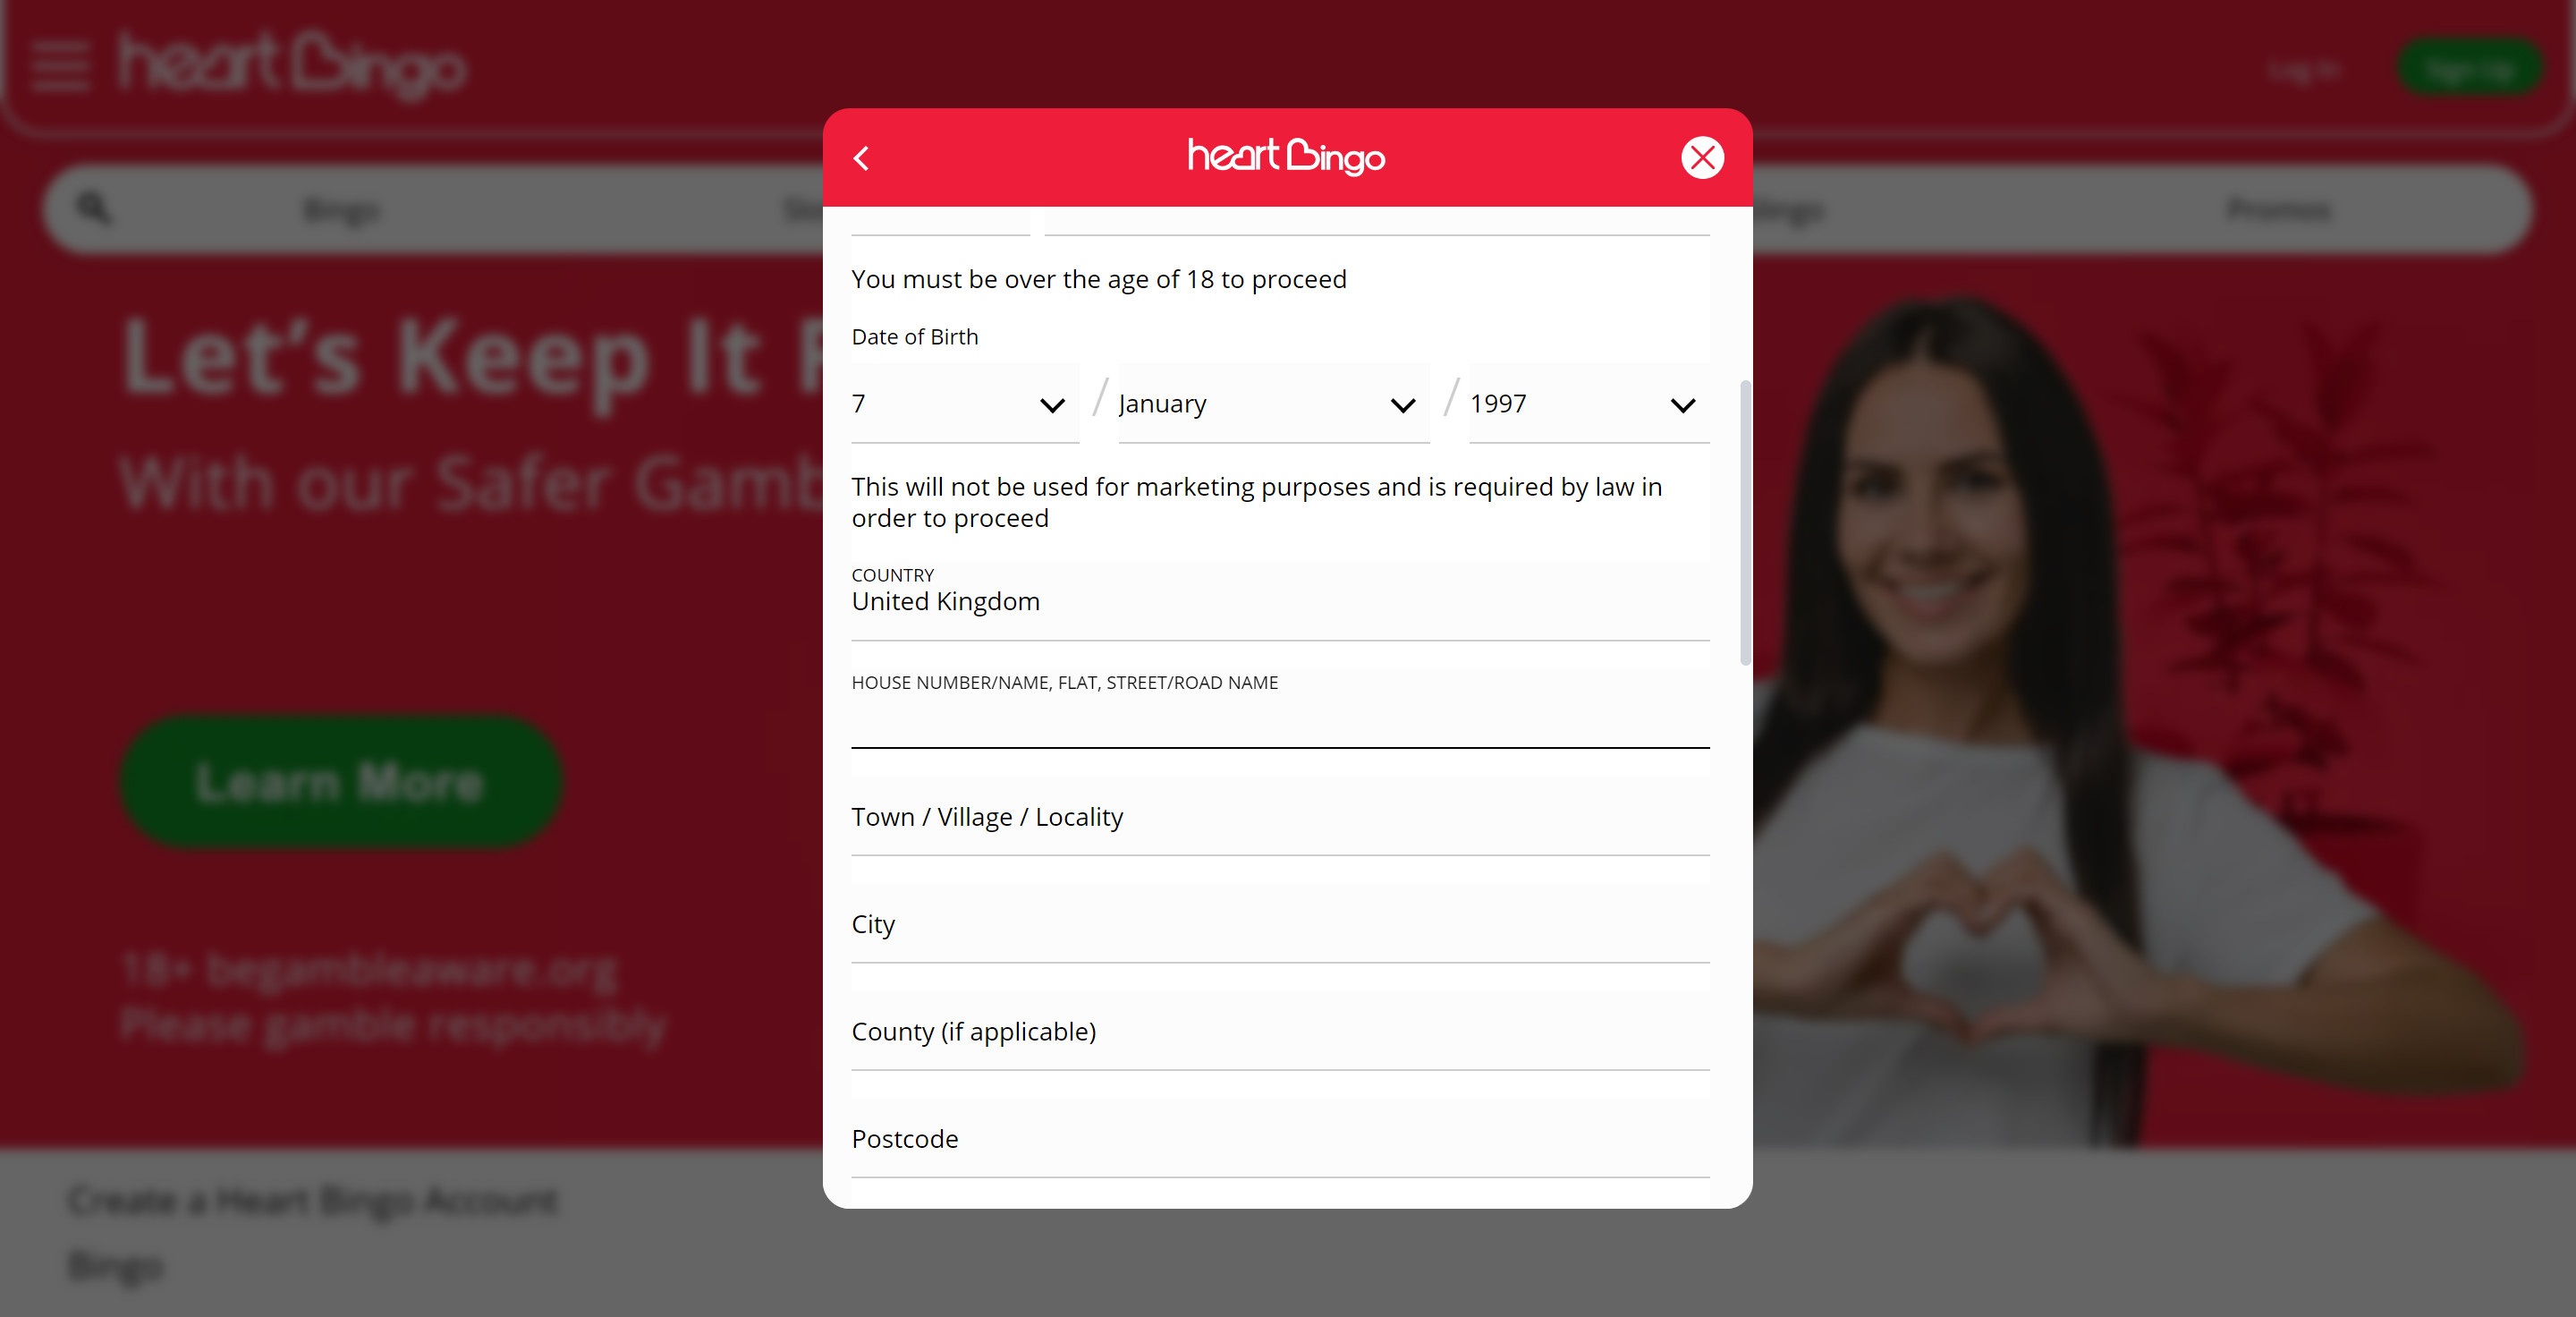 heart Bingo
Log In
Sign Up
Bingo
Promos
Let's Keep It
With our Safer Gamb
Learn More
18+ begambleaware.org
Please gamble responsibly
Create a Heart Bingo Account
Bingo
heart Bingo
You must be over the age of 18 to proceed
Date of Birth
7 / January / 1997
This will not be used for marketing purposes and is required by law in
order to proceed
COUNTRY
United Kingdom
HOUSE NUMBER/NAME, FLAT, STREET/ROAD NAME
Town / Village / Locality
City
County (if applicable)
Postcode